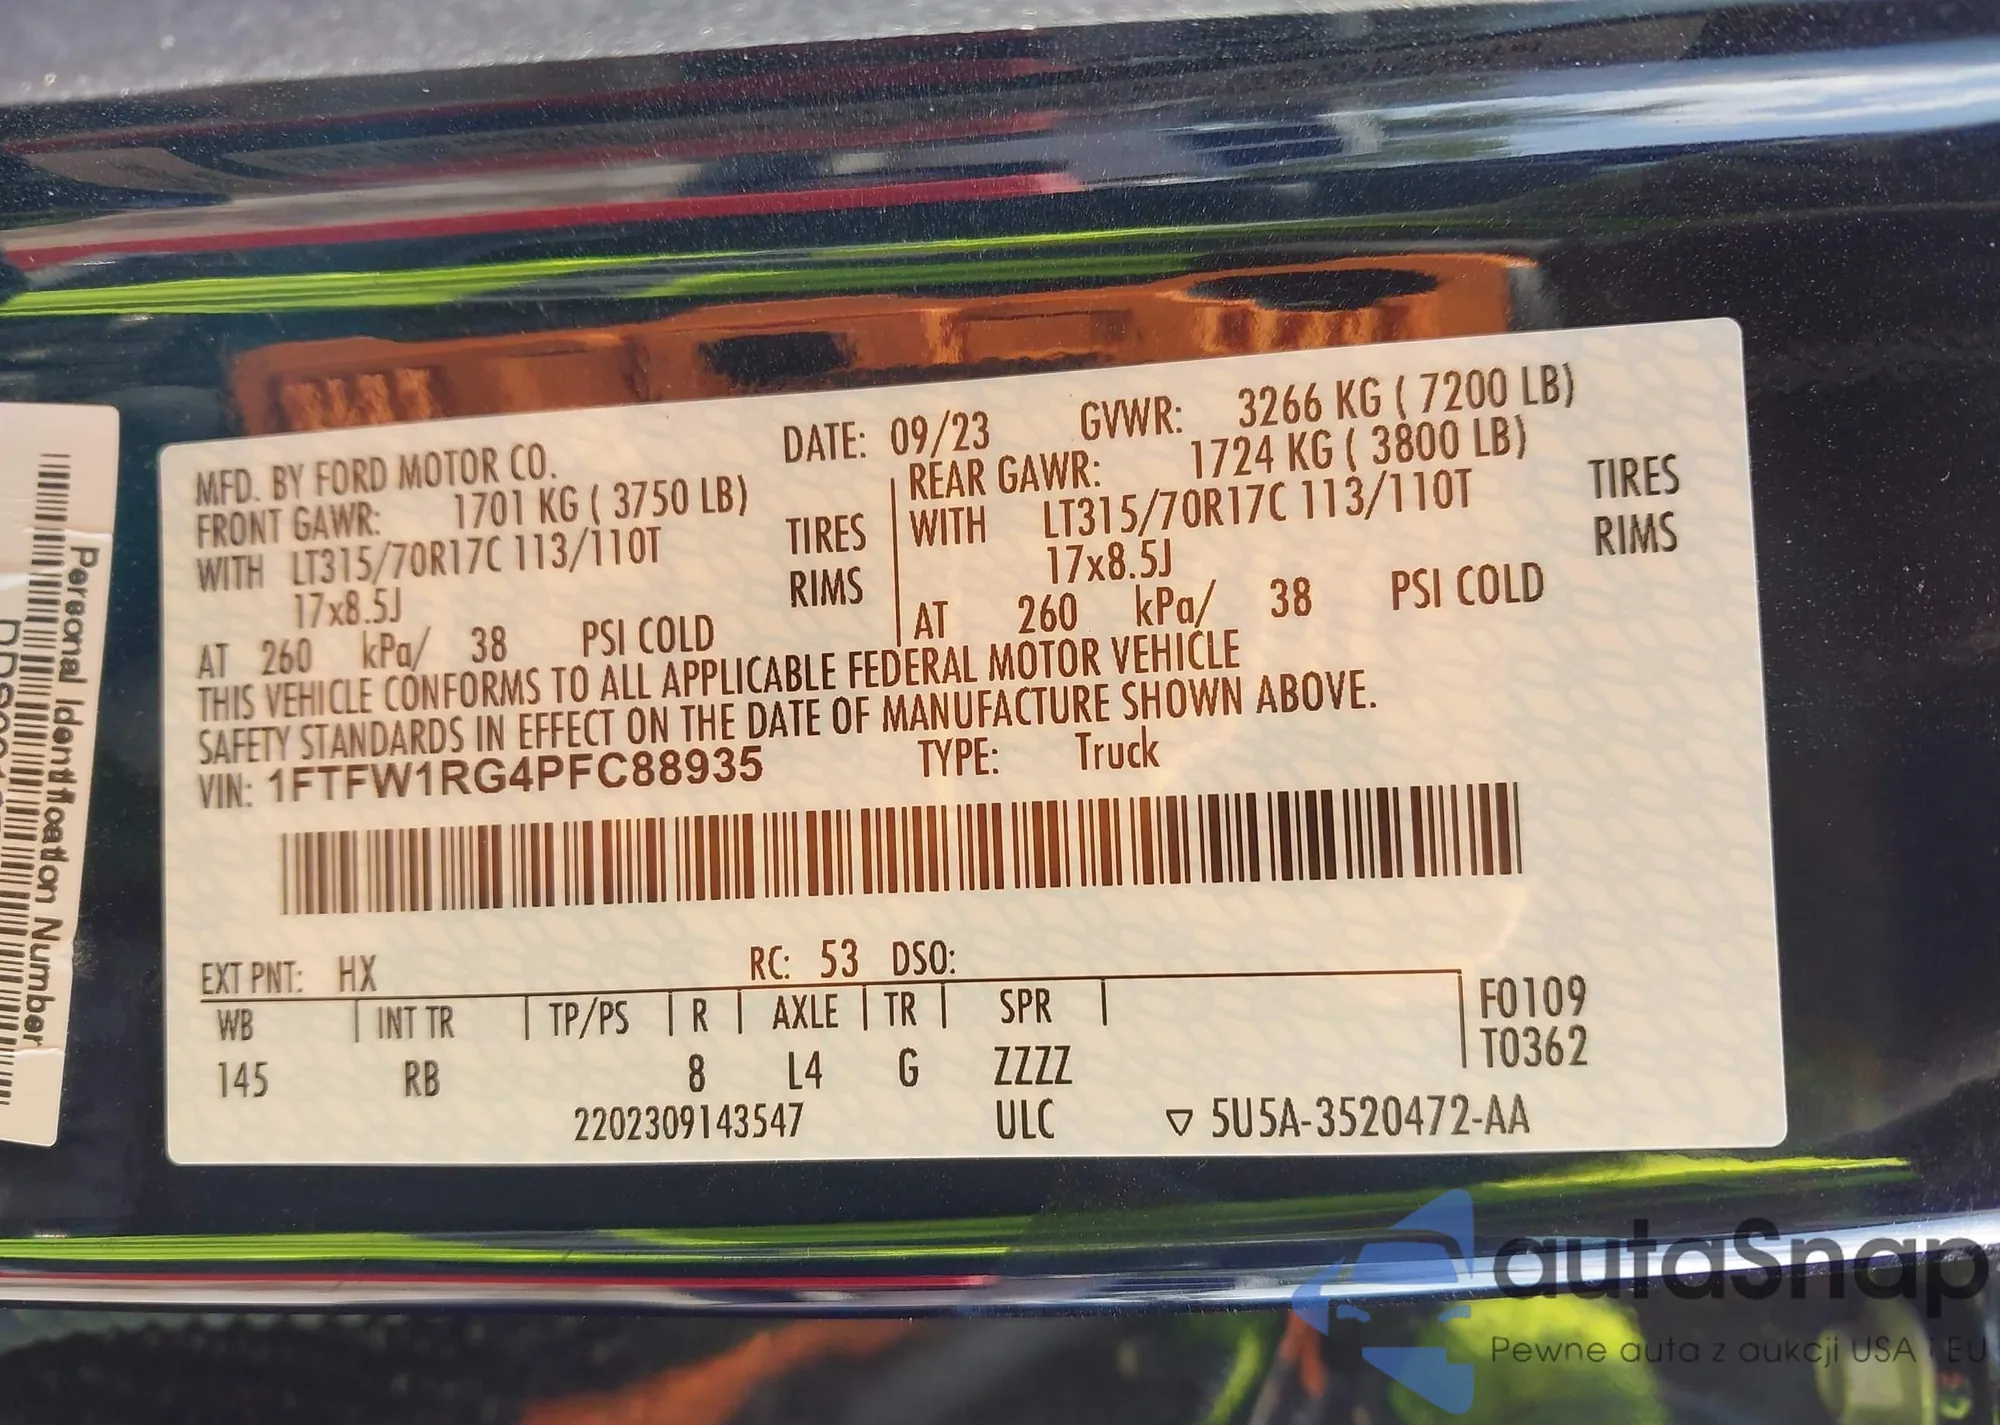 MFD. BY FORD MOTOR CO. DATE: 09/23 GVWR: 3266 KG ( 7200 LB)
FRONT GAWR: 1701 KG ( 3750 LB) REAR GAWR: 1724 KG ( 3800 LB)
WITH LT315/70R17C 113/110T TIRES WITH LT315/70R17C 113/110T TIRES
17x8.5J RIMS 17x8.5J RIMS
AT 260 kPa/ 38 PSI COLD AT 260 kPa/ 38 PSI COLD
THIS VEHICLE CONFORMS TO ALL APPLICABLE FEDERAL MOTOR VEHICLE
SAFETY STANDARDS IN EFFECT ON THE DATE OF MANUFACTURE SHOWN ABOVE.
VIN: 1FTFW1RG4PFC88935 TYPE: Truck
EXT PNT: HX RC: 53 DSO:
WB INT TR TP/PS R AXLE TR SPR F0109
T0362
145 RB 8 L4 G ZZZZ
2202309143547 ULC ▽ 5U5A-3520472-AA
Personal Identification Number
autaSnap
Pewne auta z aukcji USA i EU